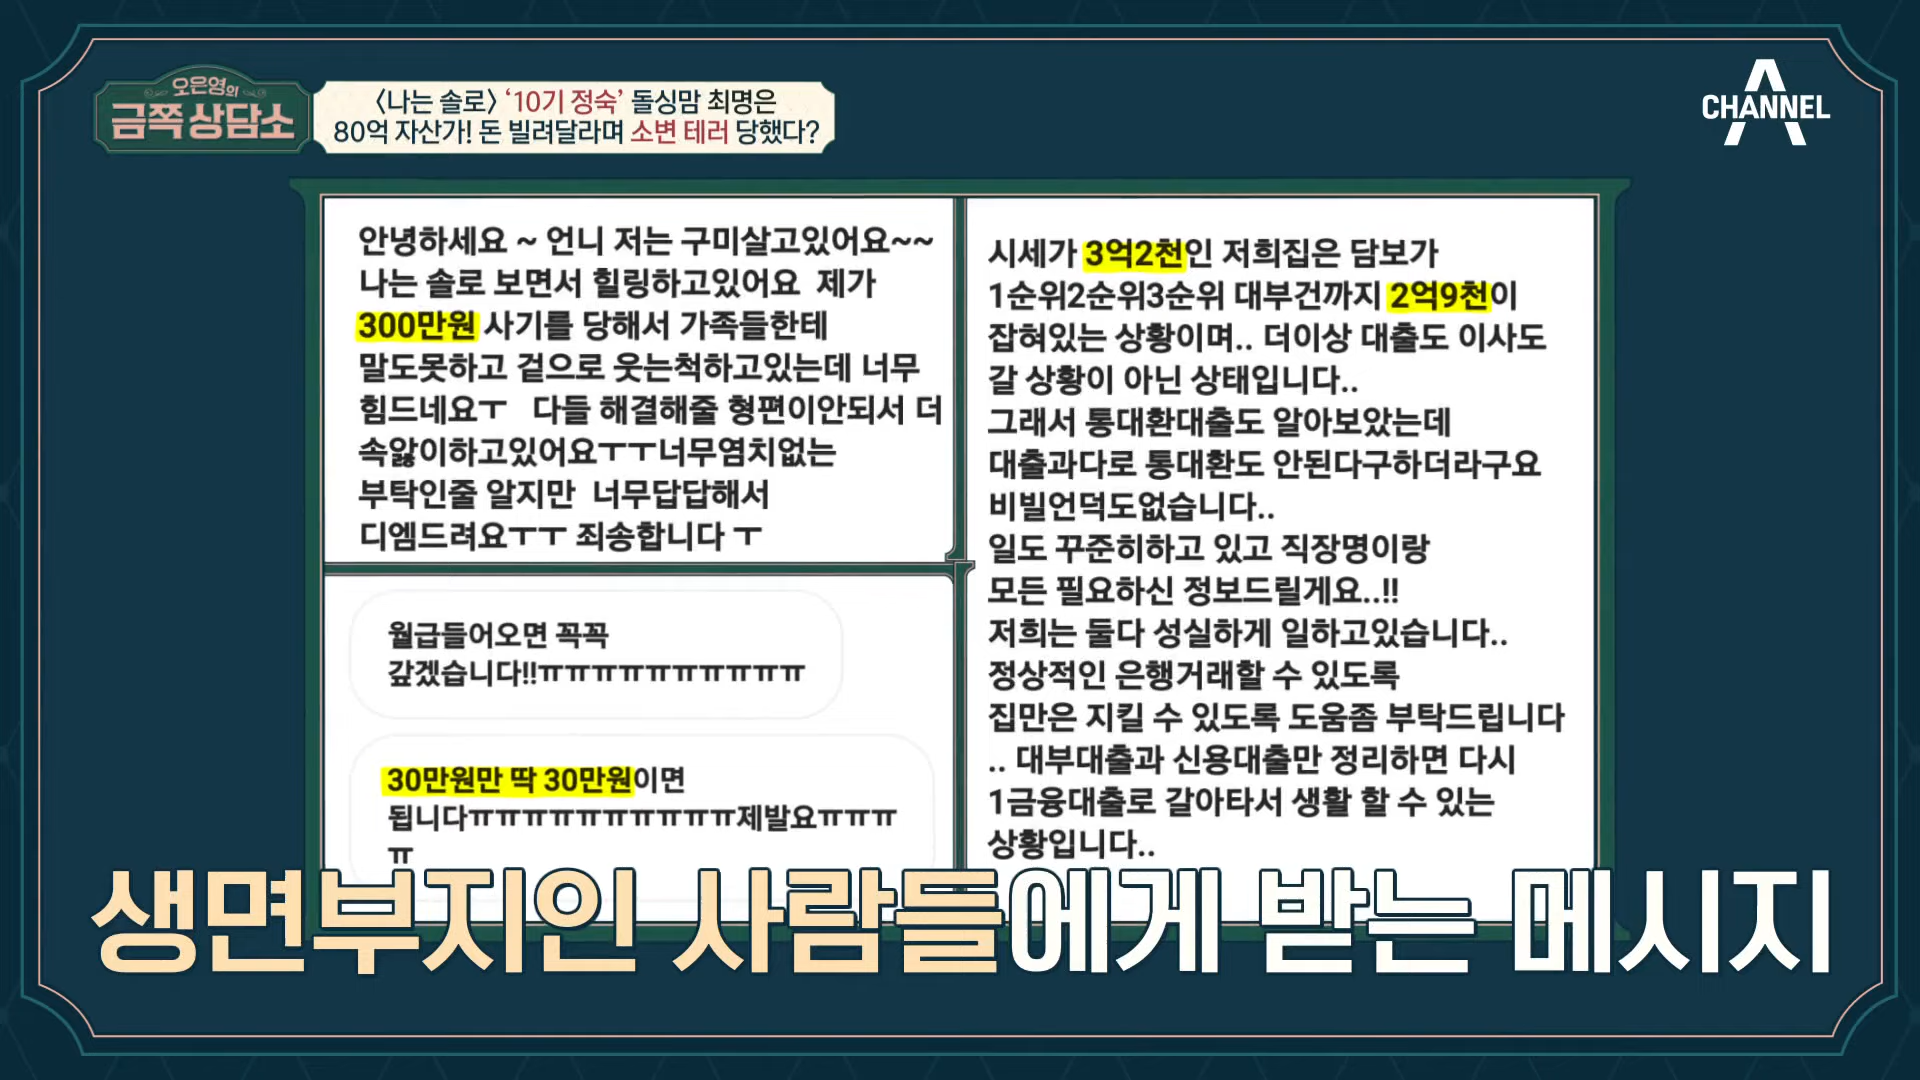 오은영의
금쪽 상담소
<나는 솔로> '10기 정숙' 돌싱맘 최명은
80억 자산가! 돈 빌려달라며 소변 테러 당했다?
CHANNEL A
안녕하세요 ~ 언니 저는 구미살고있어요~~
나는 솔로 보면서 힐링하고있어요 제가
300만원 사기를 당해서 가족들한테
말도못하고 겉으로 웃는척하고있는데 너무
힘드네요ㅜ 다들 해결해줄 형편이안되서 더
속앓이하고있어요ㅜㅜ너무염치없는
부탁인줄 알지만 너무답답해서
디엠드려요ㅜㅜ 죄송합니다 ㅜ
월급들어오면 꼭꼭
갚겠습니다!!ㅠㅠㅠㅠㅠㅠㅠㅠㅠㅠ
30만원만 딱 30만원이면
됩니다ㅠㅠㅠㅠㅠㅠㅠㅠㅠㅠ제발요ㅠㅠㅠ
ㅠ
시세가 3억2천인 저희집은 담보가
1순위2순위3순위 대부건까지 2억9천이
잡혀있는 상황이며.. 더이상 대출도 이사도
갈 상황이 아닌 상태입니다..
그래서 통대환대출도 알아보았는데
대출과다로 통대환도 안된다구하더라구요
비빌언덕도없습니다..
일도 꾸준히하고 있고 직장명이랑
모든 필요하신 정보드릴게요..!!
저희는 둘다 성실하게 일하고있습니다..
정상적인 은행거래할 수 있도록
집만은 지킬 수 있도록 도움좀 부탁드립니다
.. 대부대출과 신용대출만 정리하면 다시
1금융대출로 갈아타서 생활 할 수 있는
상황입니다..
생면부지인 사람들에게 받는 메시지